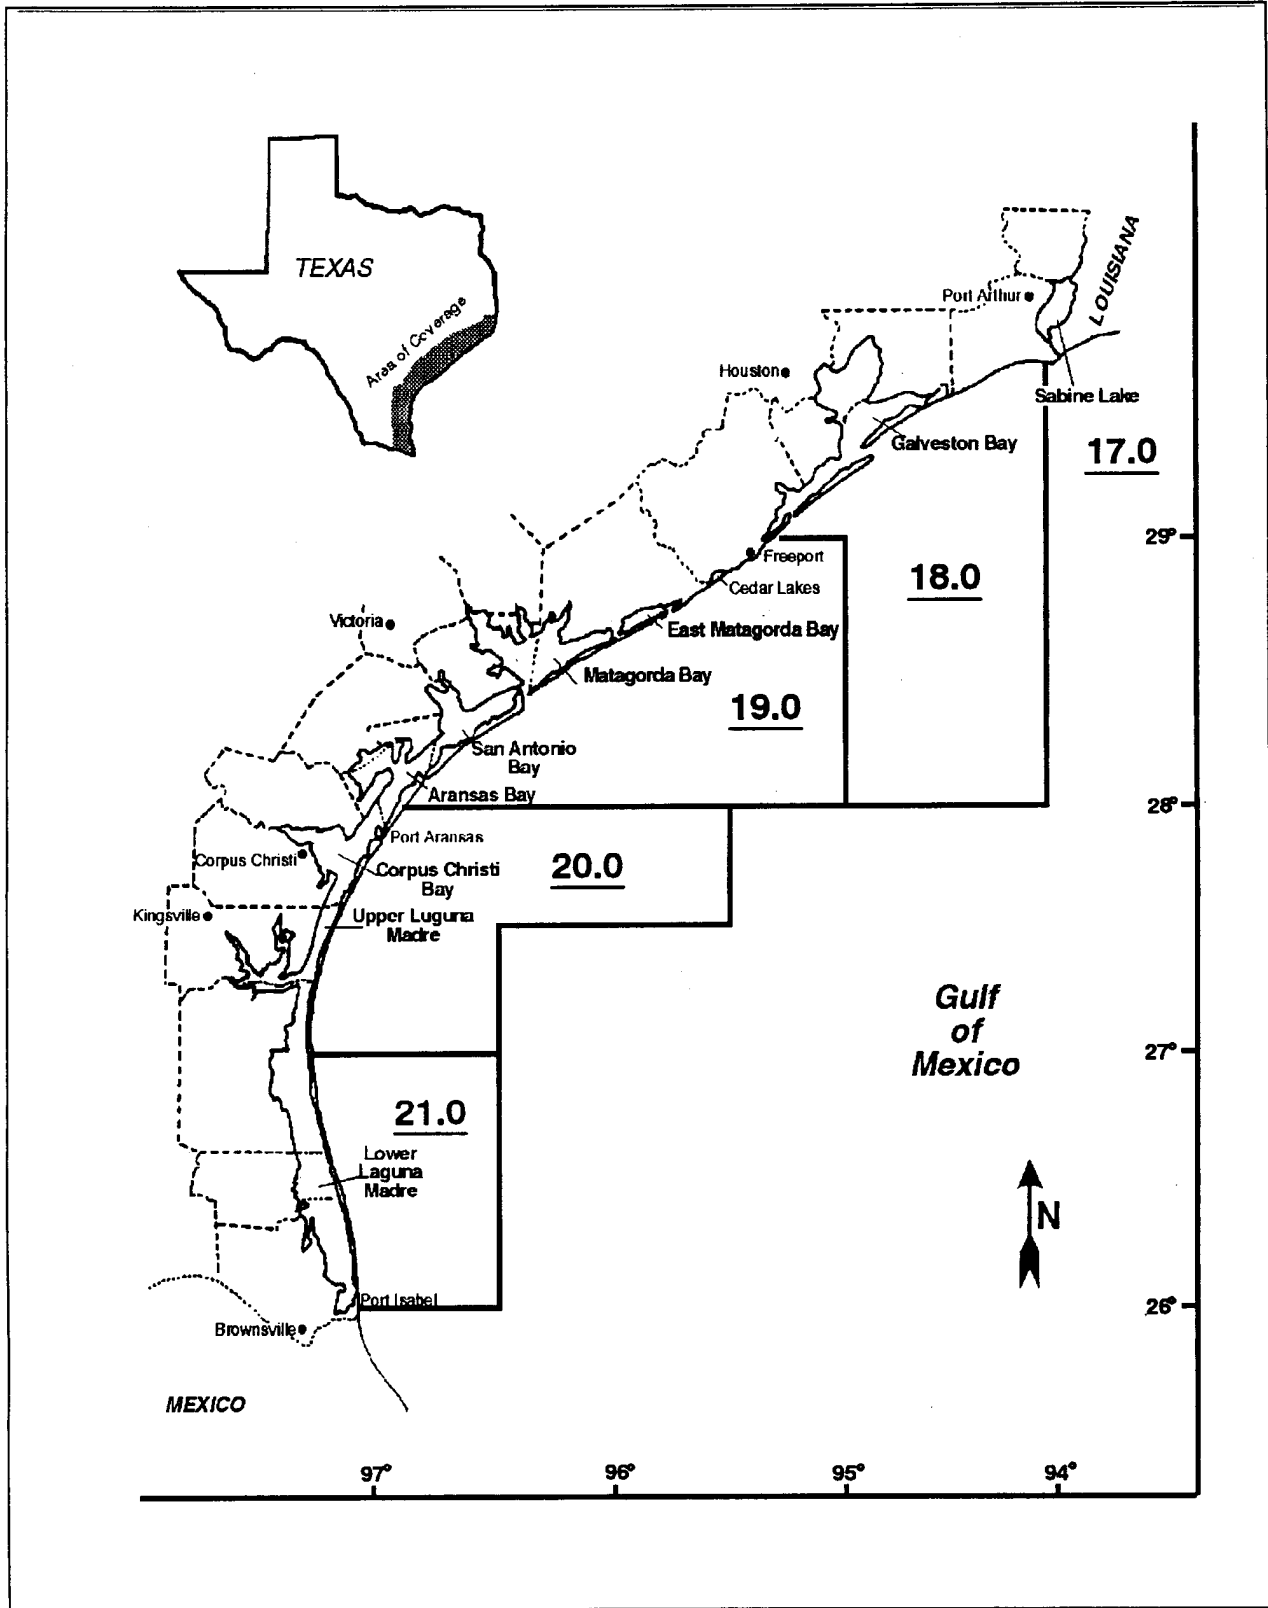 TEXAS
Area of Coverage
LOUISIANA
Port Arthur
Houston
Sabine Lake
Galveston Bay
17.0
29°
Freeport
18.0
Cedar Lakes
Victoria
East Matagorda Bay
Matagorda Bay
19.0
San Antonio
Bay
Aransas Bay
28°
Port Aransas
Corpus Christi
20.0
Corpus Christi
Bay
Kingsville
Upper Luguna
Madre
Gulf
of
Mexico
27°
21.0
Lower
Laguna
Madre
N
Port Isabel
26°
Brownsville
MEXICO
97°
96°
95°
94°